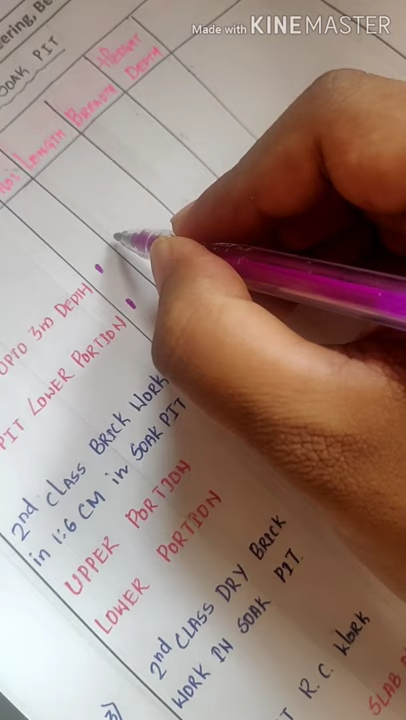 Made with KINEMASTER
SOAK PIT
LENGTH BREADTH HEIGHT
DEPTH
UPTO 3m DEPTH
PIT LOWER PORTION
2nd CLASS BRICK WORK
in 1:6 CM in SOAK PIT
UPPER PORTION
LOWER PORTION
3)
2nd CLASS DRY BRICK
WORK IN SOAK PIT.
R.C. WORK
SLAB